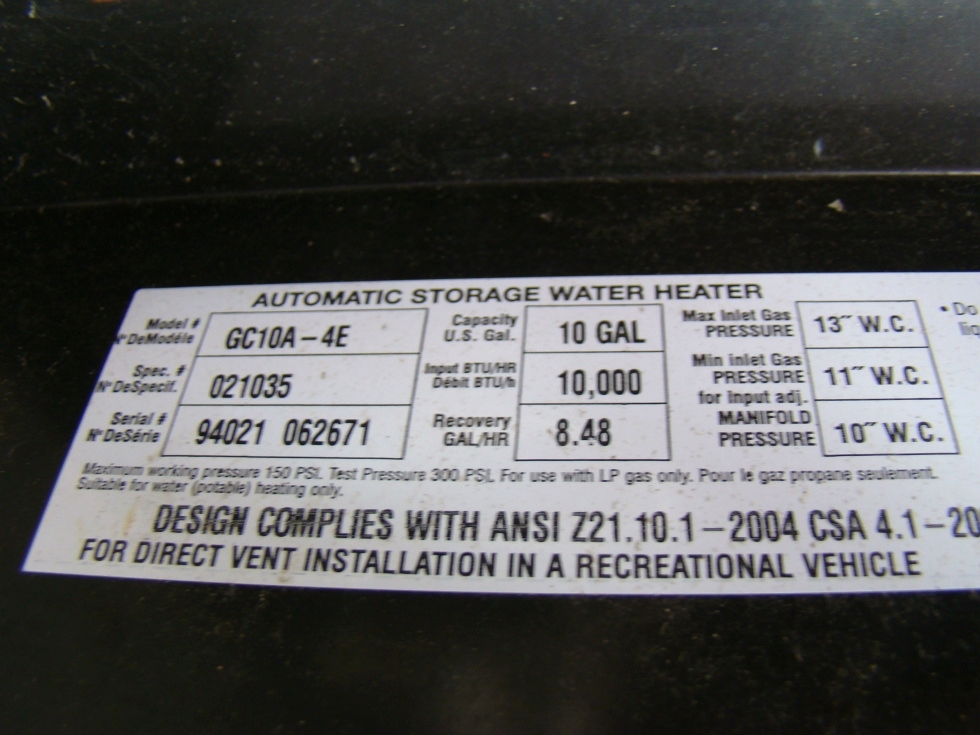 AUTOMATIC STORAGE WATER HEATER
Model # GC10A-4E Capacity 10 GAL Max Inlet Gas 13" W.C. • Do
N° DeModèle U.S. Gal. PRESSURE liq
Spec. # 021035 Input BTU/HR 10,000 Min inlet Gas 11" W.C.
N° DeSpecif. Débit BTU/h PRESSURE
for Input adj.
Serial # 94021 062671 Recovery 8.48 MANIFOLD 10" W.C.
N° DeSérie GAL/HR PRESSURE
Maximum working pressure 150 PSI. Test Pressure 300 PSI. For use with LP gas only. Pour le gaz propane seulement.
Suitable for water (potable) heating only.
DESIGN COMPLIES WITH ANSI Z21.10.1-2004 CSA 4.1-20
FOR DIRECT VENT INSTALLATION IN A RECREATIONAL VEHICLE